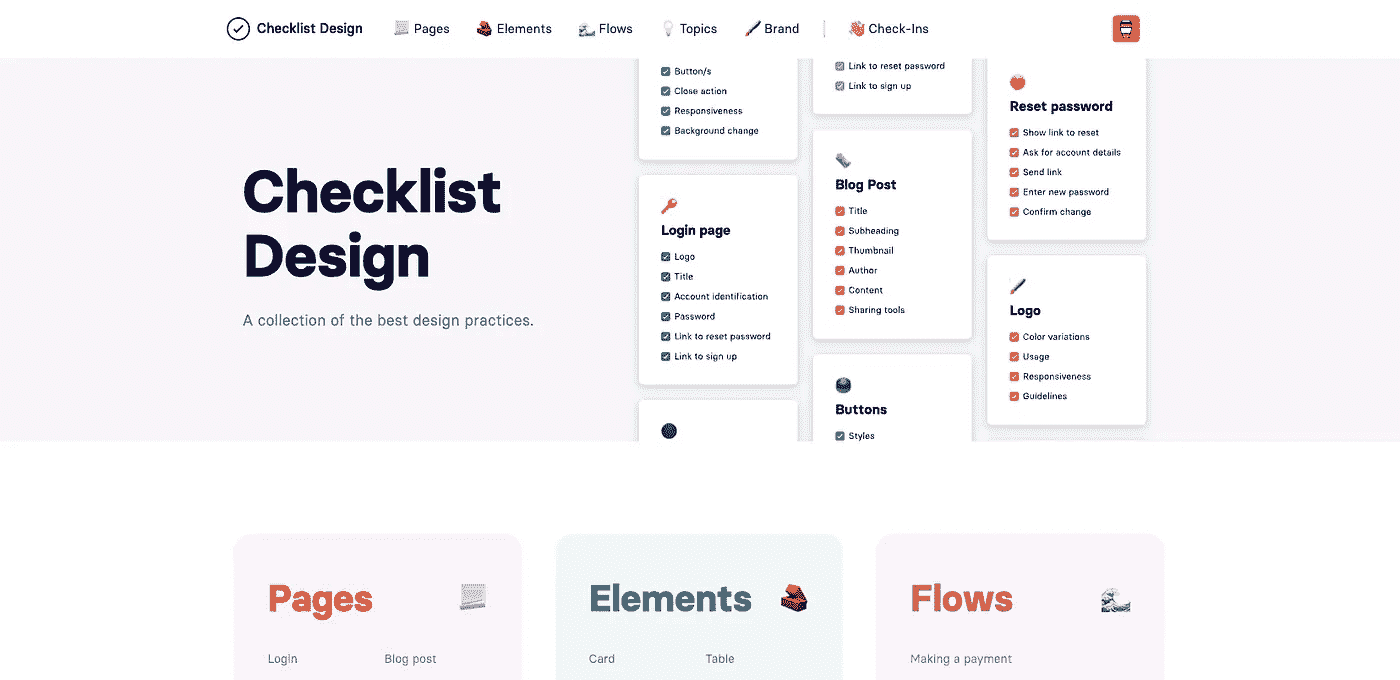 Checklist Design
Pages
Elements
Flows
Topics
Brand
Check-Ins
Checklist
Design
A collection of the best design practices.
Button/s
Close action
Responsiveness
Background change
Login page
Logo
Title
Account identification
Password
Link to reset password
Link to sign up
Link to reset password
Link to sign up
Blog Post
Title
Subheading
Thumbnail
Author
Content
Sharing tools
Buttons
Styles
Reset password
Show link to reset
Ask for account details
Send link
Enter new password
Confirm change
Logo
Color variations
Usage
Responsiveness
Guidelines
Pages
Login
Blog post
Elements
Card
Table
Flows
Making a payment